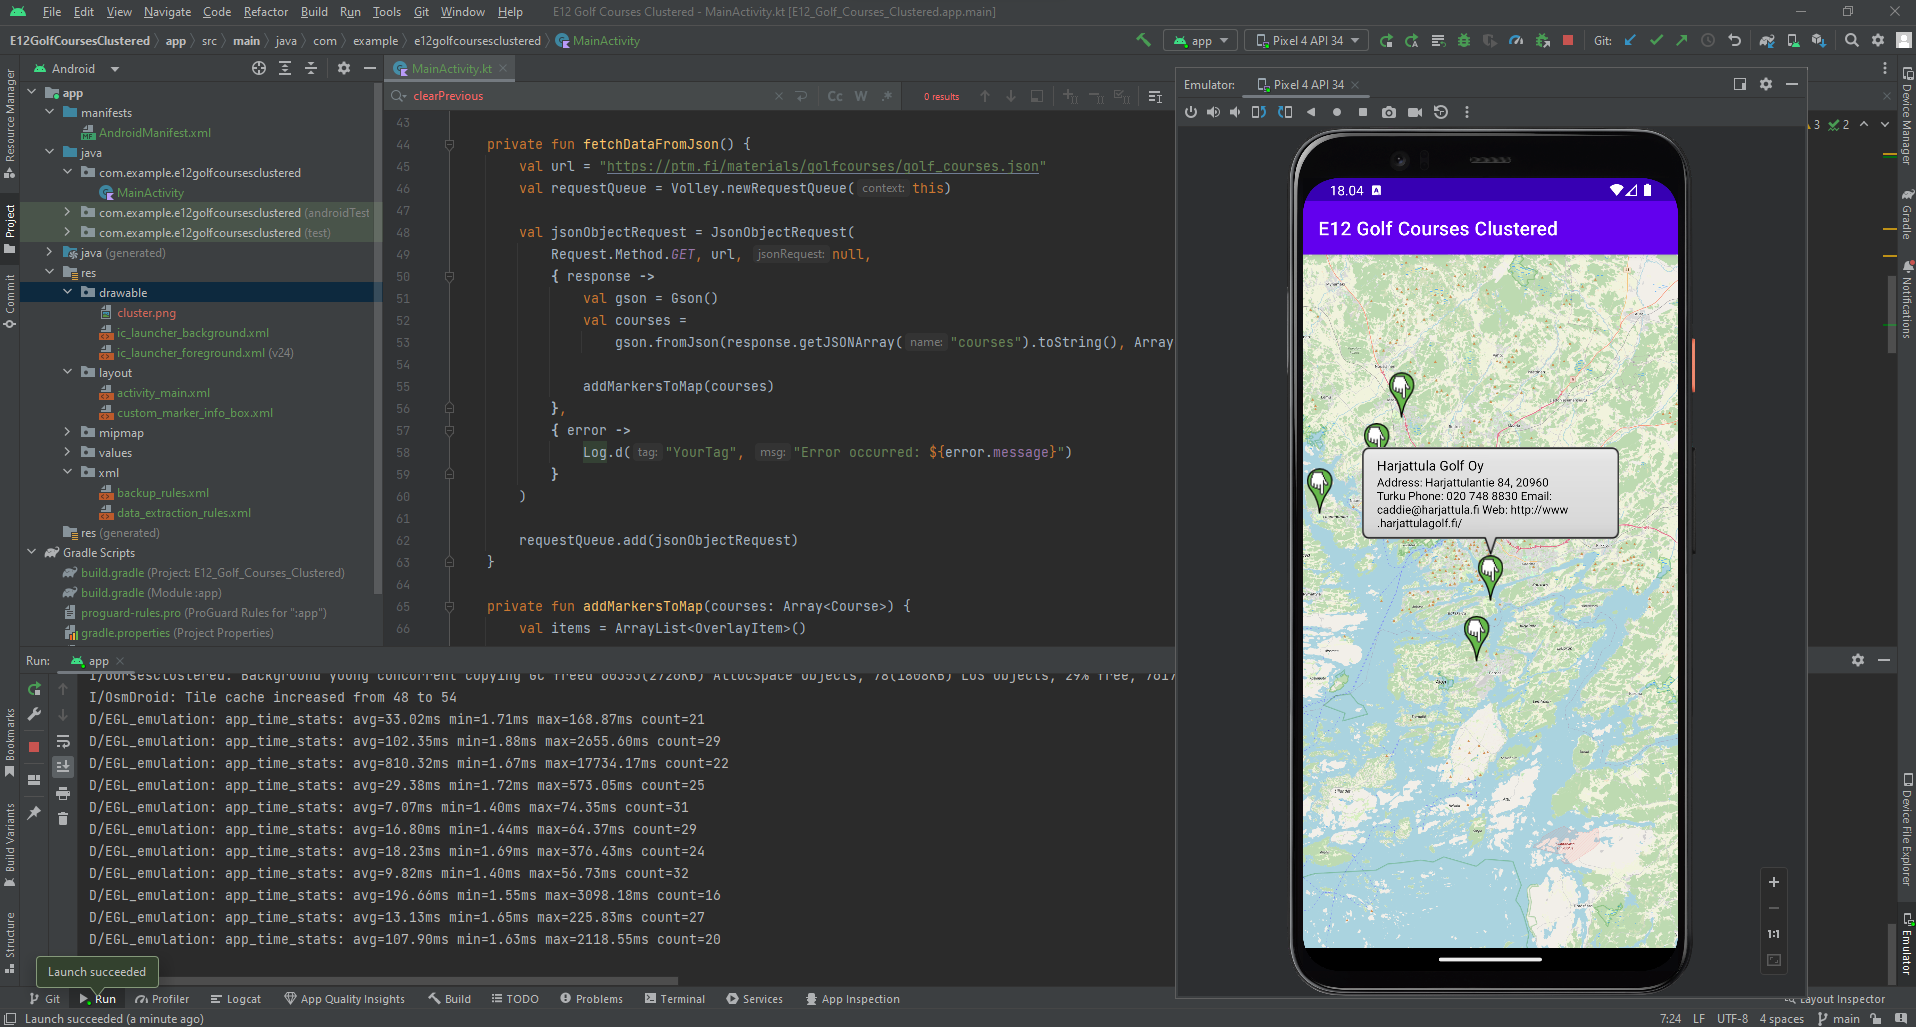 File Edit View Navigate Code Refactor Build Run Tools Git Window Help E12 Golf Courses Clustered - MainActivity.kt [E12_Golf_Courses_Clustered.app.main]
E12GolfCoursesClustered app src main java com example e12golfcoursesclustered MainActivity
app Pixel 4 API 34 Git:
Android
MainActivity.kt
Resource Manager
Project
Commit
Bookmarks
Build Variants
Structure
app
manifests
AndroidManifest.xml
java
com.example.e12golfcoursesclustered
MainActivity
com.example.e12golfcoursesclustered (androidTest
com.example.e12golfcoursesclustered (test)
java (generated)
res
drawable
cluster.png
ic_launcher_background.xml
ic_launcher_foreground.xml (v24)
layout
activity_main.xml
custom_marker_info_box.xml
mipmap
values
xml
backup_rules.xml
data_extraction_rules.xml
res (generated)
Gradle Scripts
build.gradle (Project: E12_Golf_Courses_Clustered)
build.gradle (Module :app)
proguard-rules.pro (ProGuard Rules for ":app")
gradle.properties (Project Properties)
clearPrevious Cc W .* 0 results
3 2
43
44 private fun fetchDataFromJson() {
45 val url = "https://ptm.fi/materials/golfcourses/golf_courses.json"
46 val requestQueue = Volley.newRequestQueue( context: this)
47
48 val jsonObjectRequest = JsonObjectRequest(
49 Request.Method.GET, url, jsonRequest: null,
50 { response ->
51 val gson = Gson()
52 val courses =
53 gson.fromJson(response.getJSONArray( name: "courses").toString(), Array
54
55 addMarkersToMap(courses)
56 },
57 { error ->
58 Log.d( tag: "YourTag", msg: "Error occurred: ${error.message}")
59 }
60 )
61
62 requestQueue.add(jsonObjectRequest)
63 }
64
65 private fun addMarkersToMap(courses: Array<Course>) {
66 val items = ArrayList<OverlayItem>()
Emulator: Pixel 4 API 34
18.04 A
E12 Golf Courses Clustered
Harjattula Golf Oy
Address: Harjattulantie 84, 20960
Turku Phone: 020 748 8830 Email:
caddie@harjattula.fi Web: http://www
.harjattulagolf.fi/
1:1
Device Manager
Gradle
Notifications
Device File Explorer
Emulator
Run: app
I/oursesclustered: Background young concurrent copying GC freed 60353(2726KB) AllocSpace objects, 78(1808KB) LOS objects, 29% free, 7617
I/OsmDroid: Tile cache increased from 48 to 54
D/EGL_emulation: app_time_stats: avg=33.02ms min=1.71ms max=168.87ms count=21
D/EGL_emulation: app_time_stats: avg=102.35ms min=1.88ms max=2655.60ms count=29
D/EGL_emulation: app_time_stats: avg=810.32ms min=1.67ms max=17734.17ms count=22
D/EGL_emulation: app_time_stats: avg=29.38ms min=1.72ms max=573.05ms count=25
D/EGL_emulation: app_time_stats: avg=7.07ms min=1.40ms max=74.35ms count=31
D/EGL_emulation: app_time_stats: avg=16.80ms min=1.44ms max=64.37ms count=29
D/EGL_emulation: app_time_stats: avg=18.23ms min=1.69ms max=376.43ms count=24
D/EGL_emulation: app_time_stats: avg=9.82ms min=1.40ms max=56.73ms count=32
D/EGL_emulation: app_time_stats: avg=196.66ms min=1.55ms max=3098.18ms count=16
D/EGL_emulation: app_time_stats: avg=13.13ms min=1.65ms max=225.83ms count=27
D/EGL_emulation: app_time_stats: avg=107.90ms min=1.63ms max=2118.55ms count=20
Launch succeeded
Git Run Profiler Logcat App Quality Insights Build TODO Problems Terminal Services App Inspection Layout Inspector
Launch succeeded (a minute ago) 7:24 LF UTF-8 4 spaces main